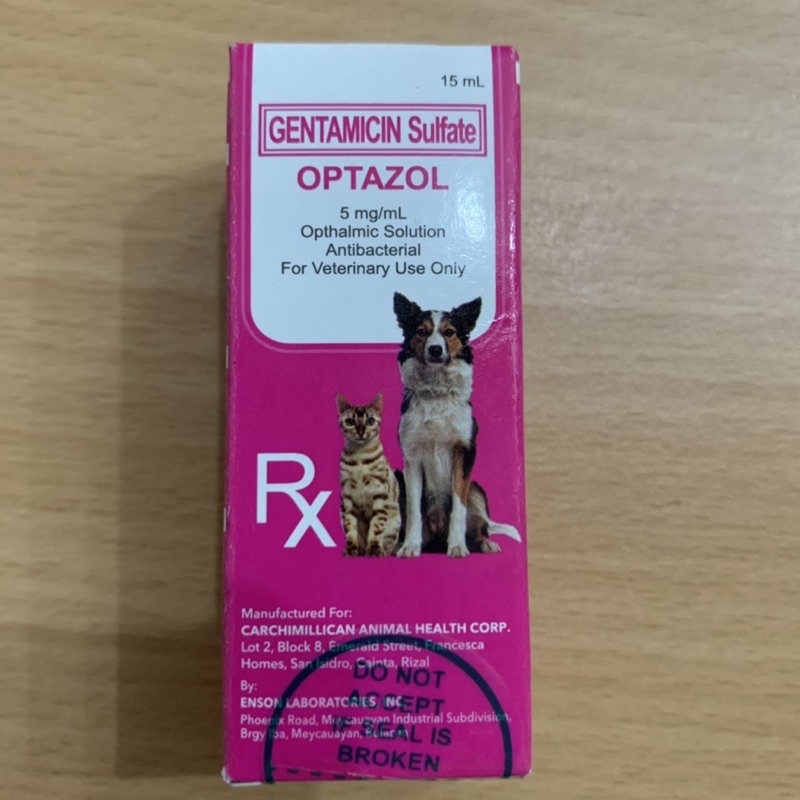 15 mL
GENTAMICIN Sulfate
OPTAZOL
5 mg/mL
Opthalmic Solution
Antibacterial
For Veterinary Use Only
Rx
Manufactured For:
CARCHIMILLICAN ANIMAL HEALTH CORP.
Lot 2, Block 8, Emerald Street, Francesca
Homes, San Isidro, Cainta, Rizal
By:
ENSON LABORATORIES, INC.
Phoenix Road, Meycauayan Industrial Subdivision,
Brgy Iba, Meycauayan, Bulacan
DO NOT
ACCEPT
IF SEAL IS
BROKEN